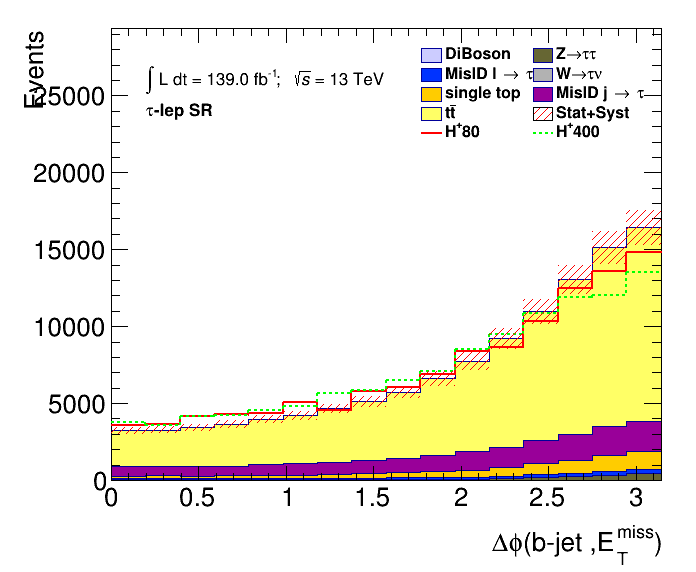 Events
25000
20000
15000
10000
5000
0
0 0.5 1 1.5 2 2.5 3
∫ L dt = 139.0 fb⁻¹; √s = 13 TeV
τ-lep SR
DiBoson
Z→ττ
MisID l → τ
W→τν
single top
MisID j → τ
tt̄
Stat+Syst
H⁺80
H⁺400
Δϕ(b-jet ,E_T^miss)